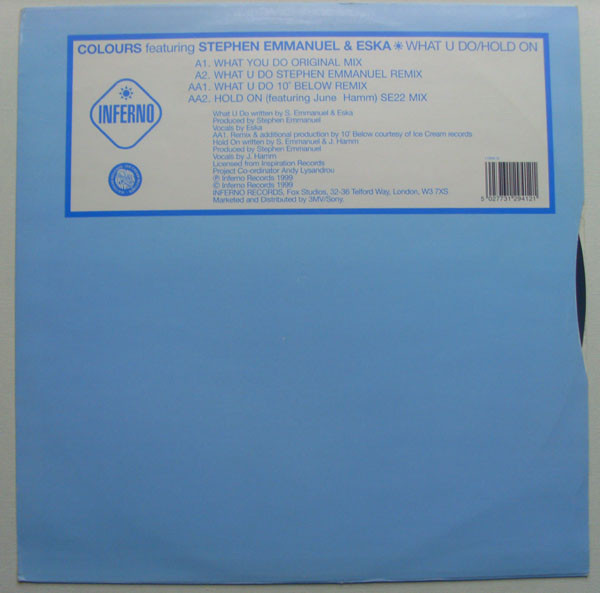 COLOURS featuring STEPHEN EMMANUEL & ESKA ☀ WHAT U DO/HOLD ON
A1. WHAT YOU DO ORIGINAL MIX
A2. WHAT U DO STEPHEN EMMANUEL REMIX
AA1. WHAT U DO 10° BELOW REMIX
AA2. HOLD ON (featuring June Hamm) SE22 MIX
INFERNO
What U Do written by S. Emmanuel & Eska
Produced by Stephen Emmanuel
Vocals by Eska
AA1. Remix & additional production by 10° Below courtesy of Ice Cream records
Hold On written by S. Emmanuel & J. Hamm
Produced by Stephen Emmanuel
Vocals by J. Hamm
Licensed from Inspiration Records
Project Co-ordinator Andy Lysandrou
℗ Inferno Records 1999
© Inferno Records 1999
INFERNO RECORDS, Fox Studios, 32-36 Telford Way, London, W3 7XS.
Marketed and Distributed by 3MV/Sony.
5 027731 294121